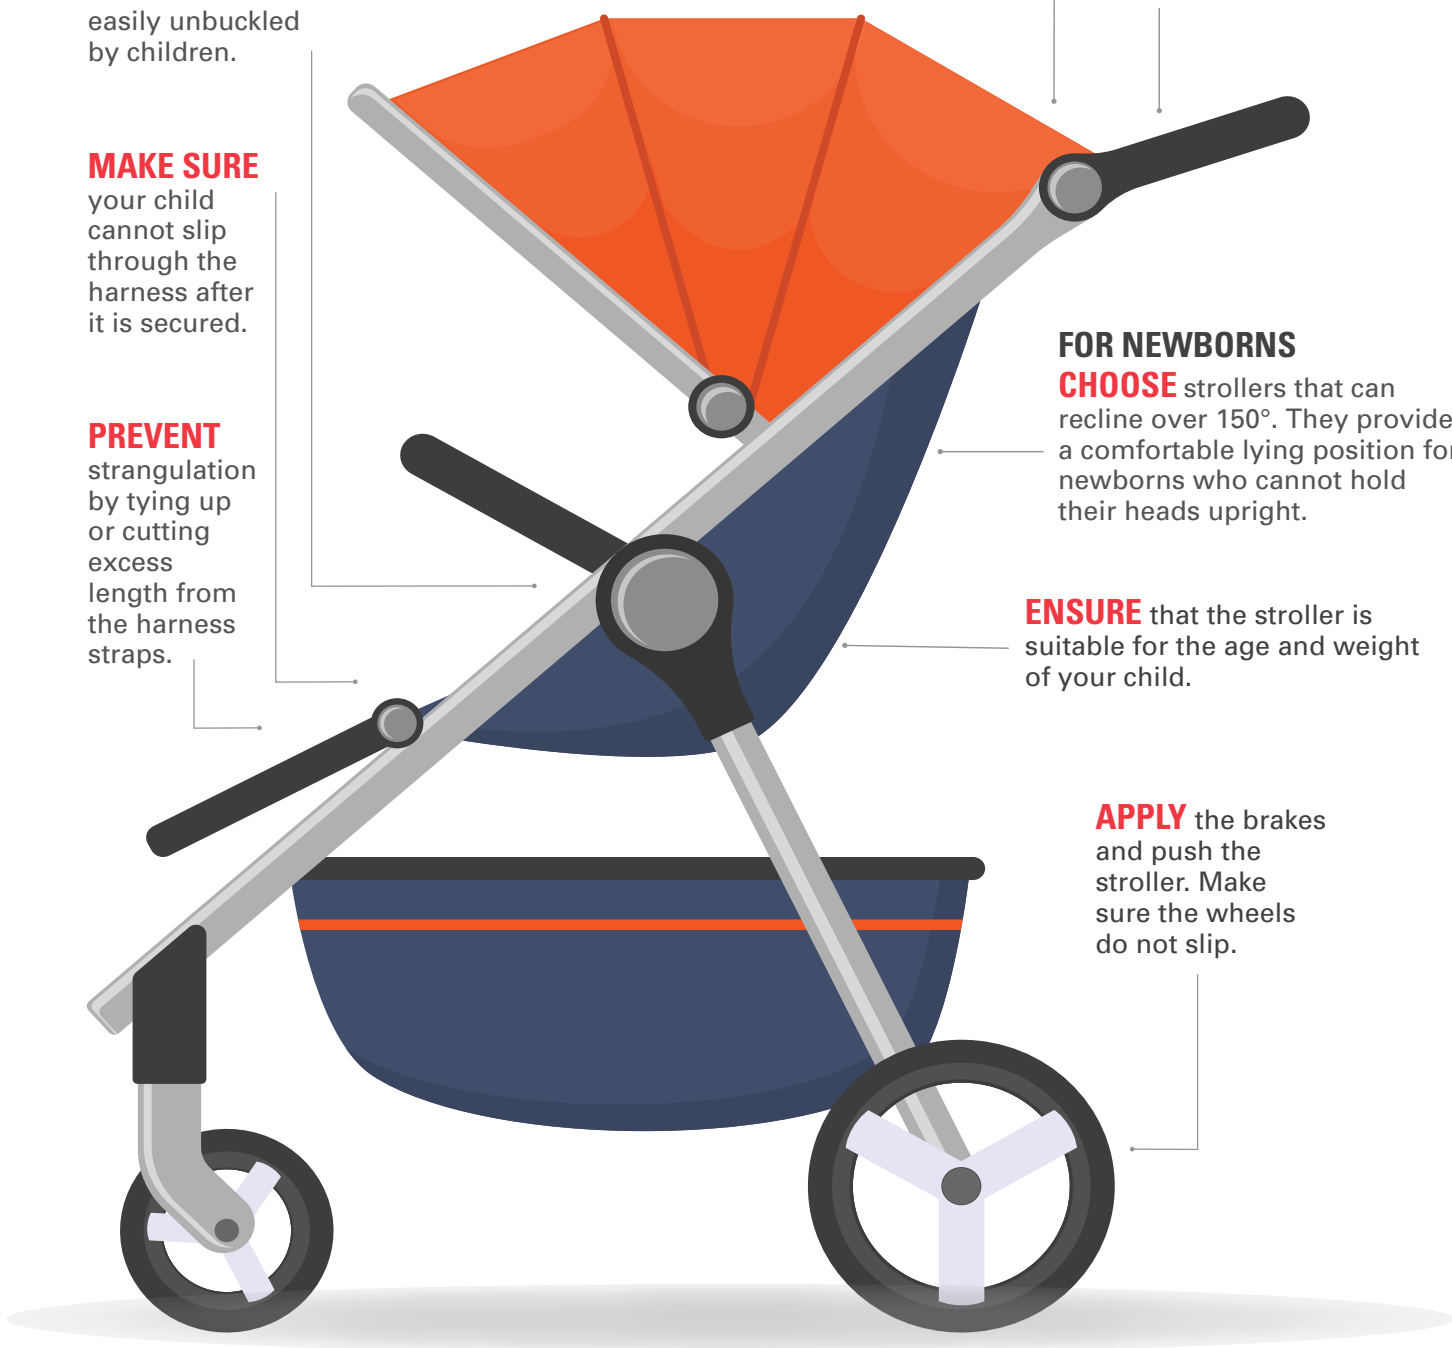 easily unbuckled
by children.
MAKE SURE
your child
cannot slip
through the
harness after
it is secured.
PREVENT
strangulation
by tying up
or cutting
excess
length from
the harness
straps.
FOR NEWBORNS
CHOOSE strollers that can
recline over 150°. They provide
a comfortable lying position for
newborns who cannot hold
their heads upright.
ENSURE that the stroller is
suitable for the age and weight
of your child.
APPLY the brakes
and push the
stroller. Make
sure the wheels
do not slip.